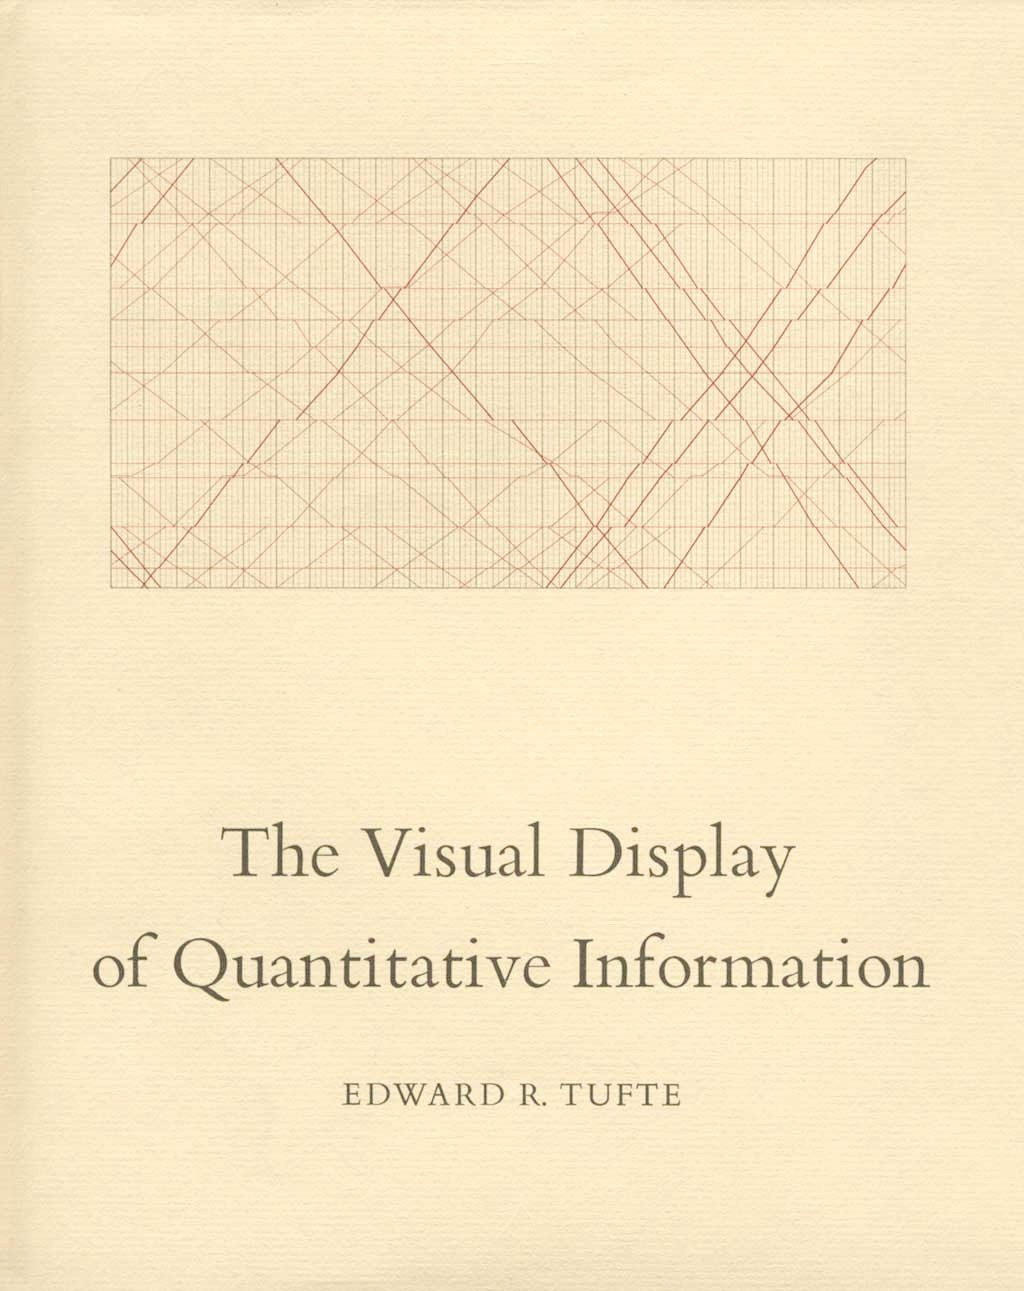 The Visual Display
of Quantitative Information
EDWARD R. TUFTE